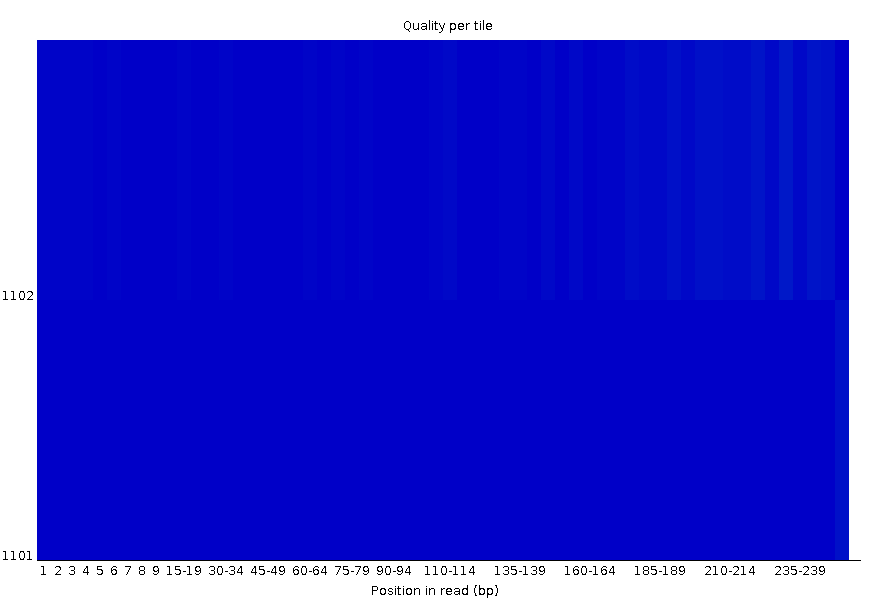 Quality per tile
1102
1101
1 2 3 4 5 6 7 8 9 15-19 30-34 45-49 60-64 75-79 90-94 110-114 135-139 160-164 185-189 210-214 235-239
Position in read (bp)